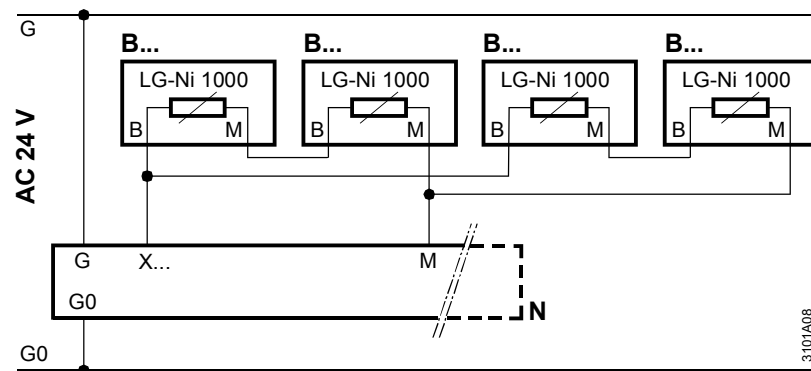 G
B... B... B... B...
LG-Ni 1000 LG-Ni 1000 LG-Ni 1000 LG-Ni 1000
B M B M B M B M
AC 24 V
G X... M
G0
N
G0
3101A08